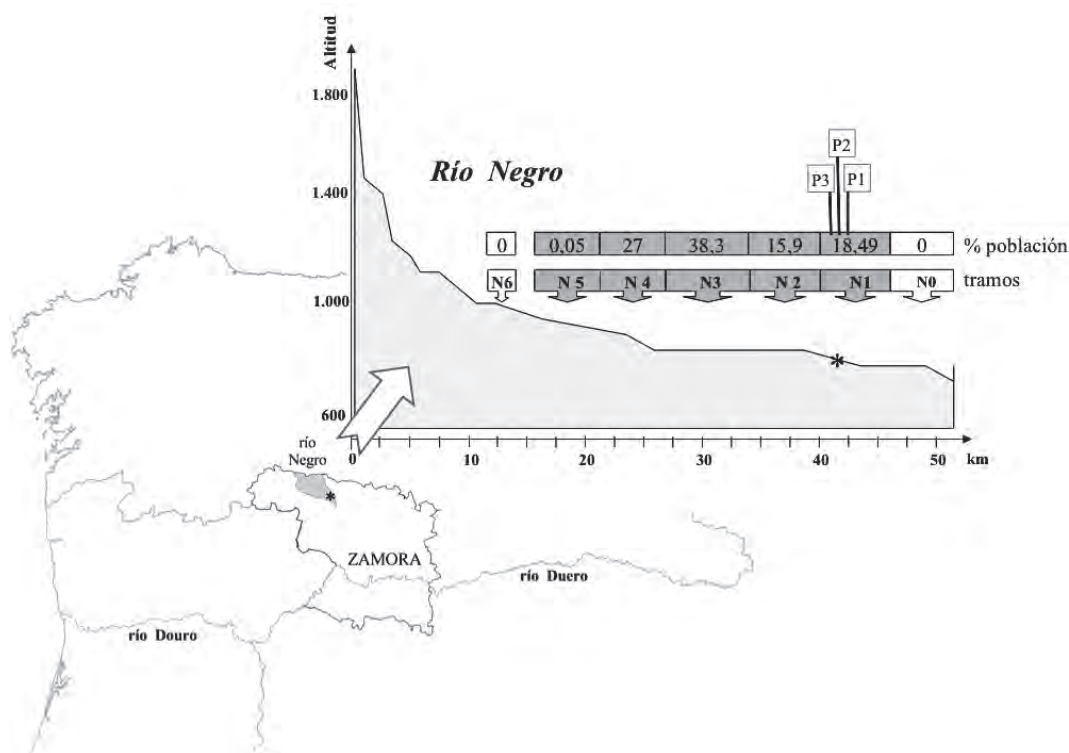 Altitud
1.800
1.400
1.000
600
Río Negro
P2
P3 P1
0 0,05 27 38,3 15,9 18,49 0 % población
N6 N 5 N 4 N3 N 2 N1 N0 tramos
*
0 10 20 30 40 50 km
río
Negro
*
ZAMORA
río Duero
río Douro